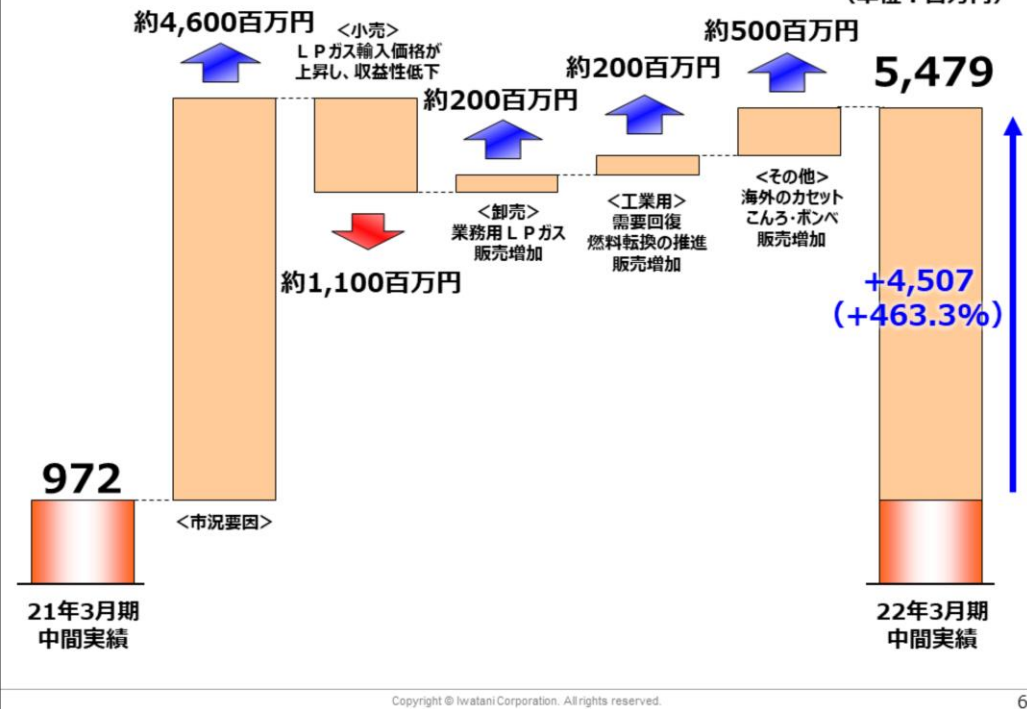 約4,600百万円
<小売>
LPガス輸入価格が
上昇し、収益性低下
約1,100百万円
約200百万円
<卸売>
業務用LPガス
販売増加
約200百万円
<工業用>
需要回復
燃料転換の推進
販売増加
約500百万円
<その他>
海外のカセット
こんろ・ボンベ
販売増加
5,479
+4,507
(+463.3%)
972
<市況要因>
21年3月期
中間実績
22年3月期
中間実績
Copyright © Iwatani Corporation. All rights reserved.
6